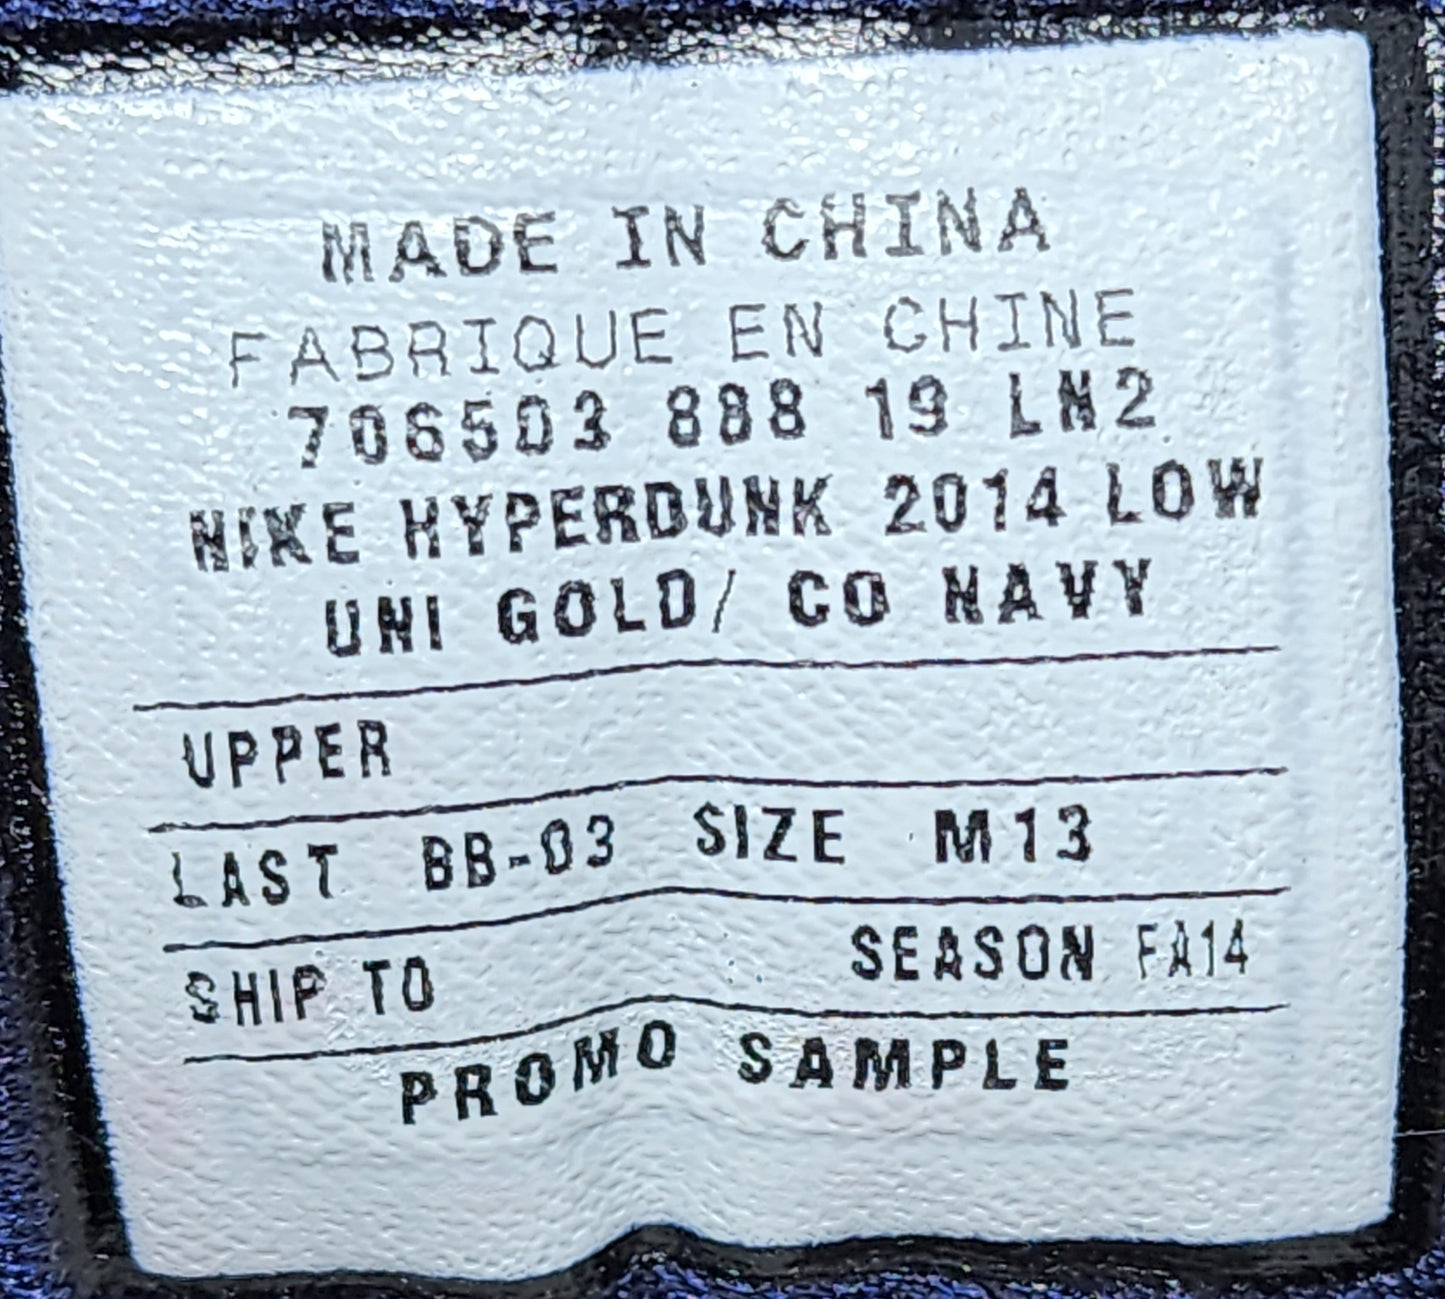 MADE IN CHINA
FABRIQUE EN CHINE
706503 888 19 LN2
NIKE HYPERDUNK 2014 LOW
UNI GOLD/ CO NAVY
UPPER
LAST BB-03 SIZE M13
SHIP TO SEASON FA14
PROMO SAMPLE